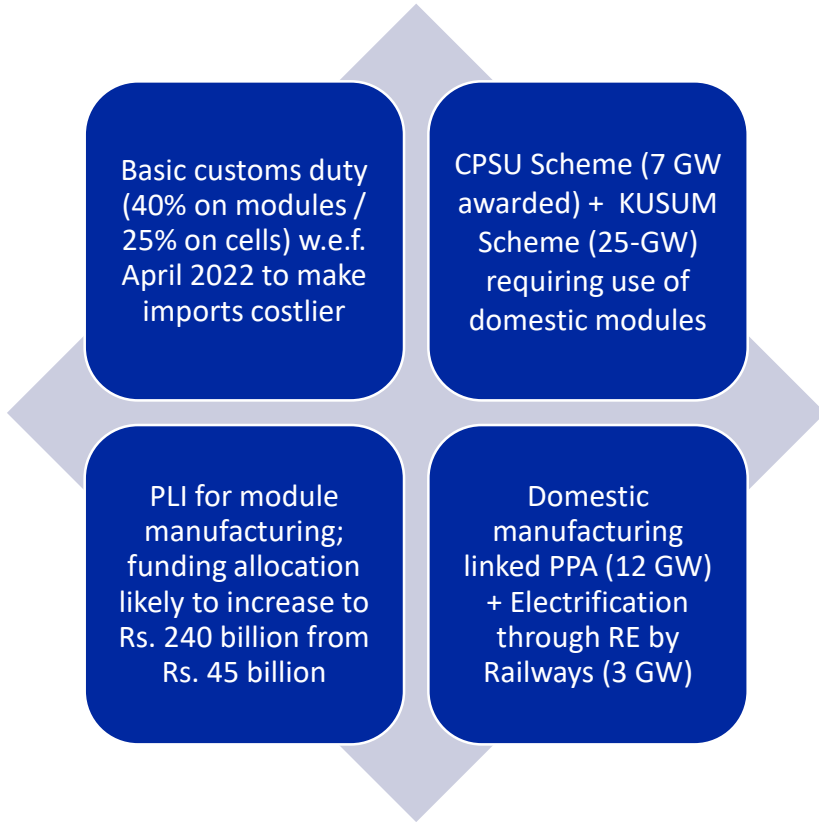 Basic customs duty
(40% on modules /
25% on cells) w.e.f.
April 2022 to make
imports costlier
CPSU Scheme (7 GW
awarded) + KUSUM
Scheme (25-GW)
requiring use of
domestic modules
PLI for module
manufacturing;
funding allocation
likely to increase to
Rs. 240 billion from
Rs. 45 billion
Domestic
manufacturing
linked PPA (12 GW)
+ Electrification
through RE by
Railways (3 GW)